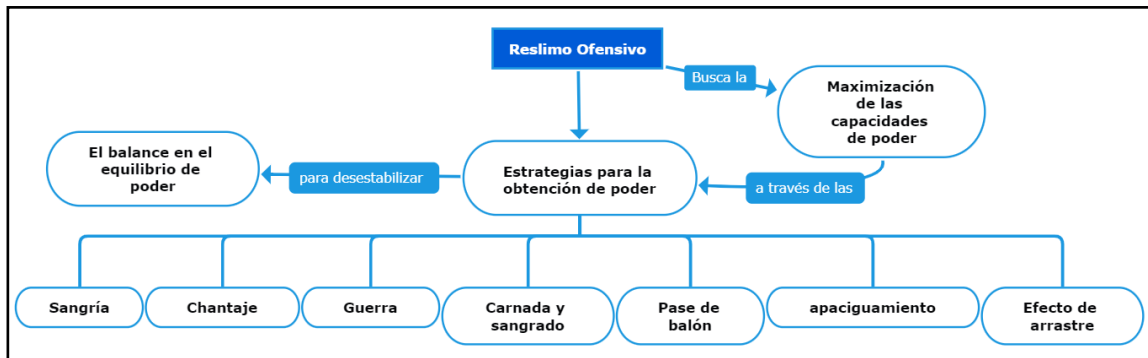 Reslimo Ofensivo
Busca la
Maximización
de las
capacidades
de poder
El balance en el
equilibrio de
poder
para desestabilizar
Estrategias para la
obtención de poder
a través de las
Sangría
Chantaje
Guerra
Carnada y
sangrado
Pase de
balón
apaciguamiento
Efecto de
arrastre